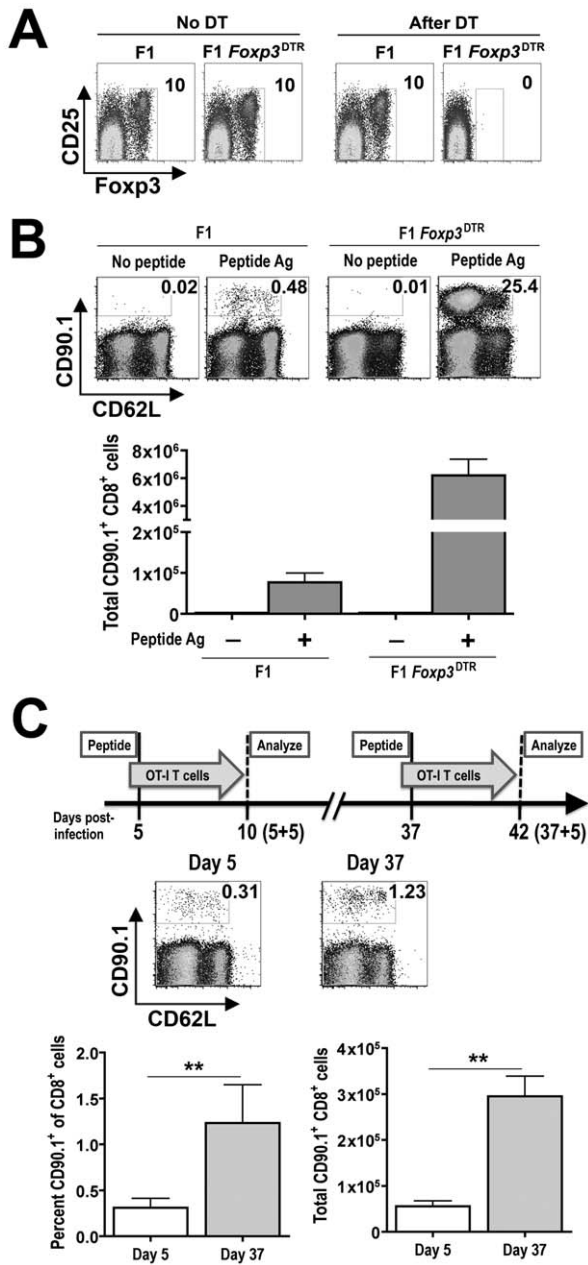 A
No DT
After DT
F1
F1 Foxp3DTR
F1
F1 Foxp3DTR
10
10
10
0
CD25
Foxp3
B
F1
F1 Foxp3DTR
No peptide
Peptide Ag
No peptide
Peptide Ag
0.02
0.48
0.01
25.4
CD90.1
CD62L
Total CD90.1+ CD8+ cells
8x10⁶
6x10⁶
4x10⁶
2x10⁵
1x10⁵
0
Peptide Ag
–
+
–
+
F1
F1 Foxp3DTR
C
Peptide
Analyze
Peptide
Analyze
OT-I T cells
OT-I T cells
Days post-
infection
5
10 (5+5)
37
42 (37+5)
Day 5
Day 37
0.31
1.23
CD90.1
CD62L
Percent CD90.1+ of CD8+ cells
2.0
1.5
1.0
0.5
0.0
**
Day 5
Day 37
Total CD90.1+ CD8+ cells
4x10⁵
3x10⁵
2x10⁵
1x10⁵
0
**
Day 5
Day 37